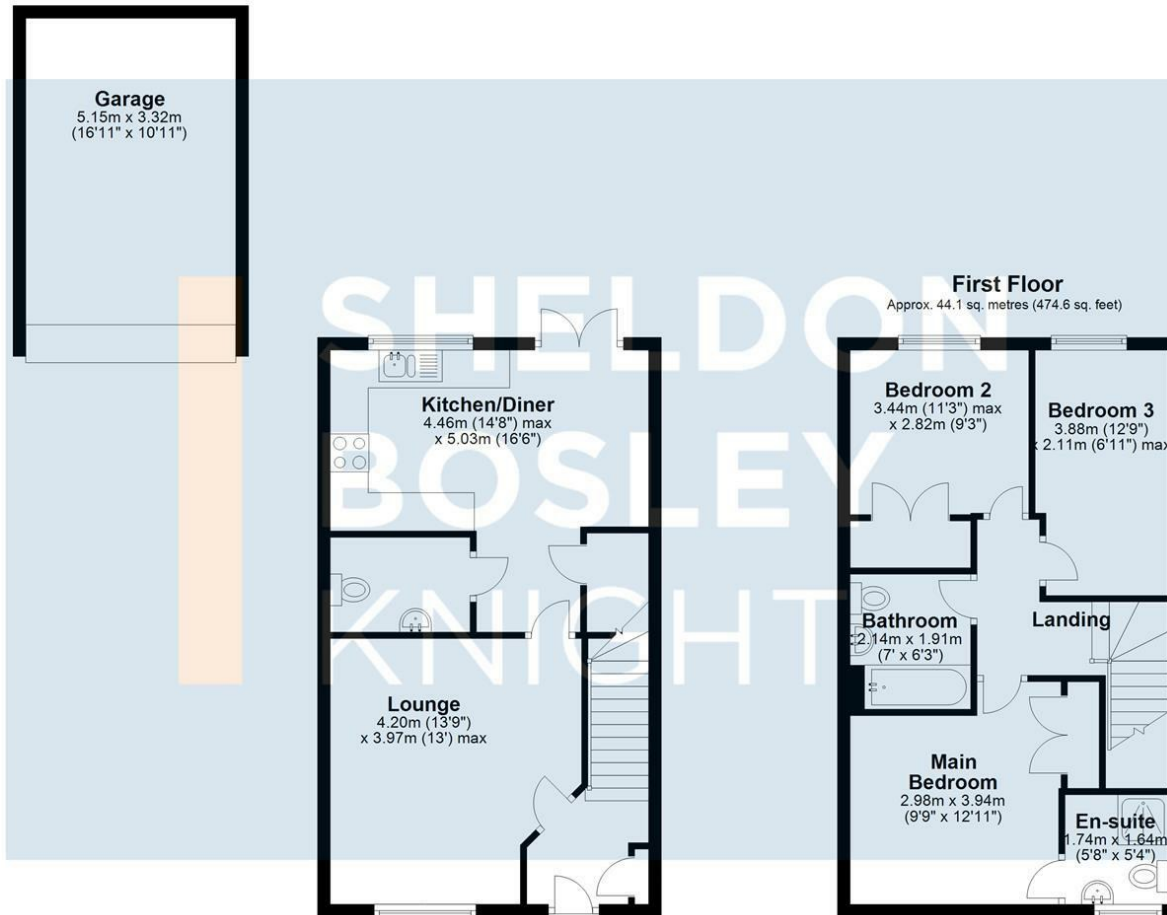 Garage
5.15m x 3.32m
(16'11" x 10'11")
SHELDON
BOSLEY
KNIGHT
Kitchen/Diner
4.46m (14'8") max
x 5.03m (16'6")
Lounge
4.20m (13'9")
x 3.97m (13') max
First Floor
Approx. 44.1 sq. metres (474.6 sq. feet)
Bedroom 2
3.44m (11'3") max
x 2.82m (9'3")
Bedroom 3
3.88m (12'9")
x 2.11m (6'11") max
Bathroom
2.14m x 1.91m
(7' x 6'3")
Landing
Main
Bedroom
2.98m x 3.94m
(9'9" x 12'11")
En-suite
1.74m x 1.64m
(5'8" x 5'4")